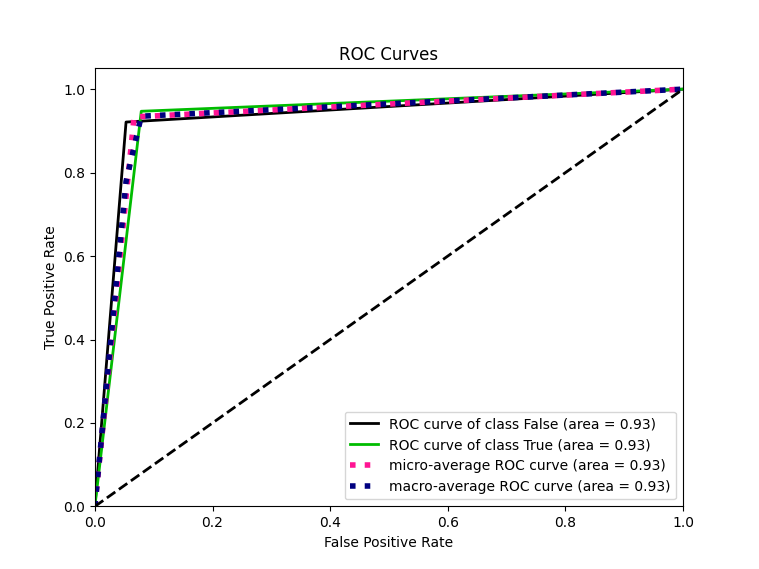 ROC Curves
1.0
0.8
0.6
0.4
0.2
0.0
True Positive Rate
ROC curve of class False (area = 0.93)
ROC curve of class True (area = 0.93)
micro-average ROC curve (area = 0.93)
macro-average ROC curve (area = 0.93)
0.0 0.2 0.4 0.6 0.8 1.0
False Positive Rate